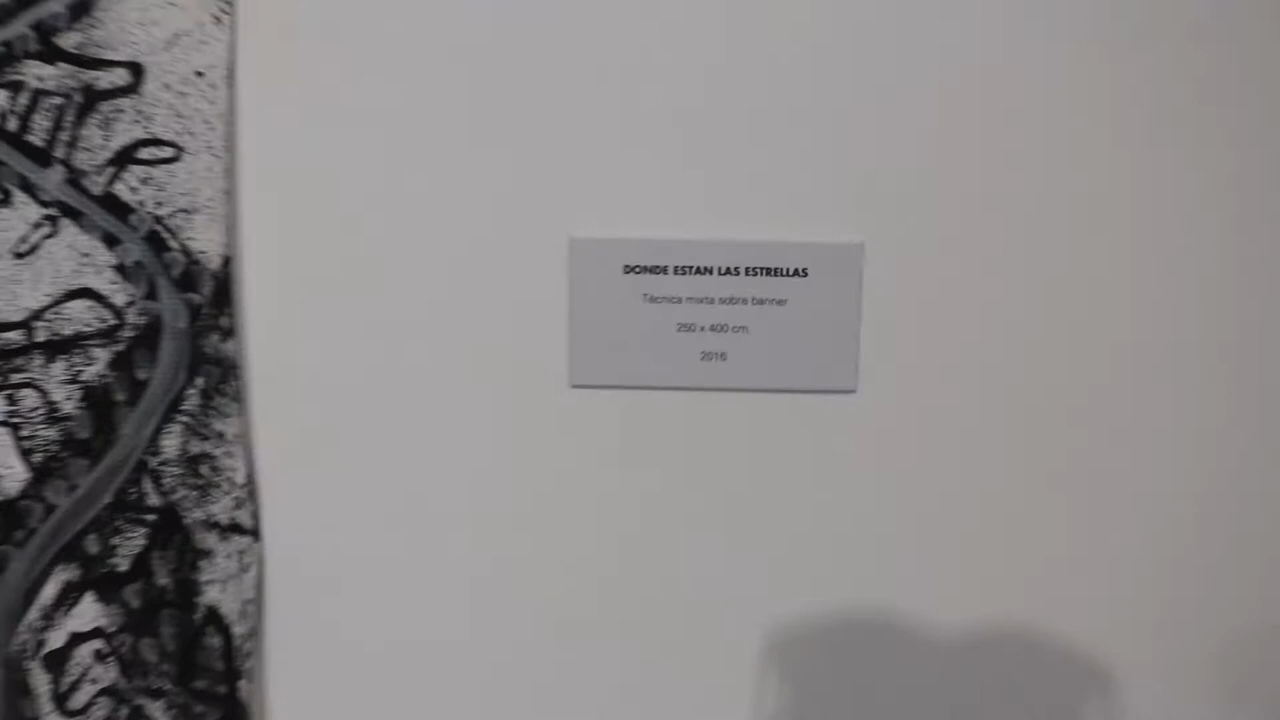 DONDE ESTAN LAS ESTRELLAS
Técnica mixta sobre banner
250 x 400 cm
2016